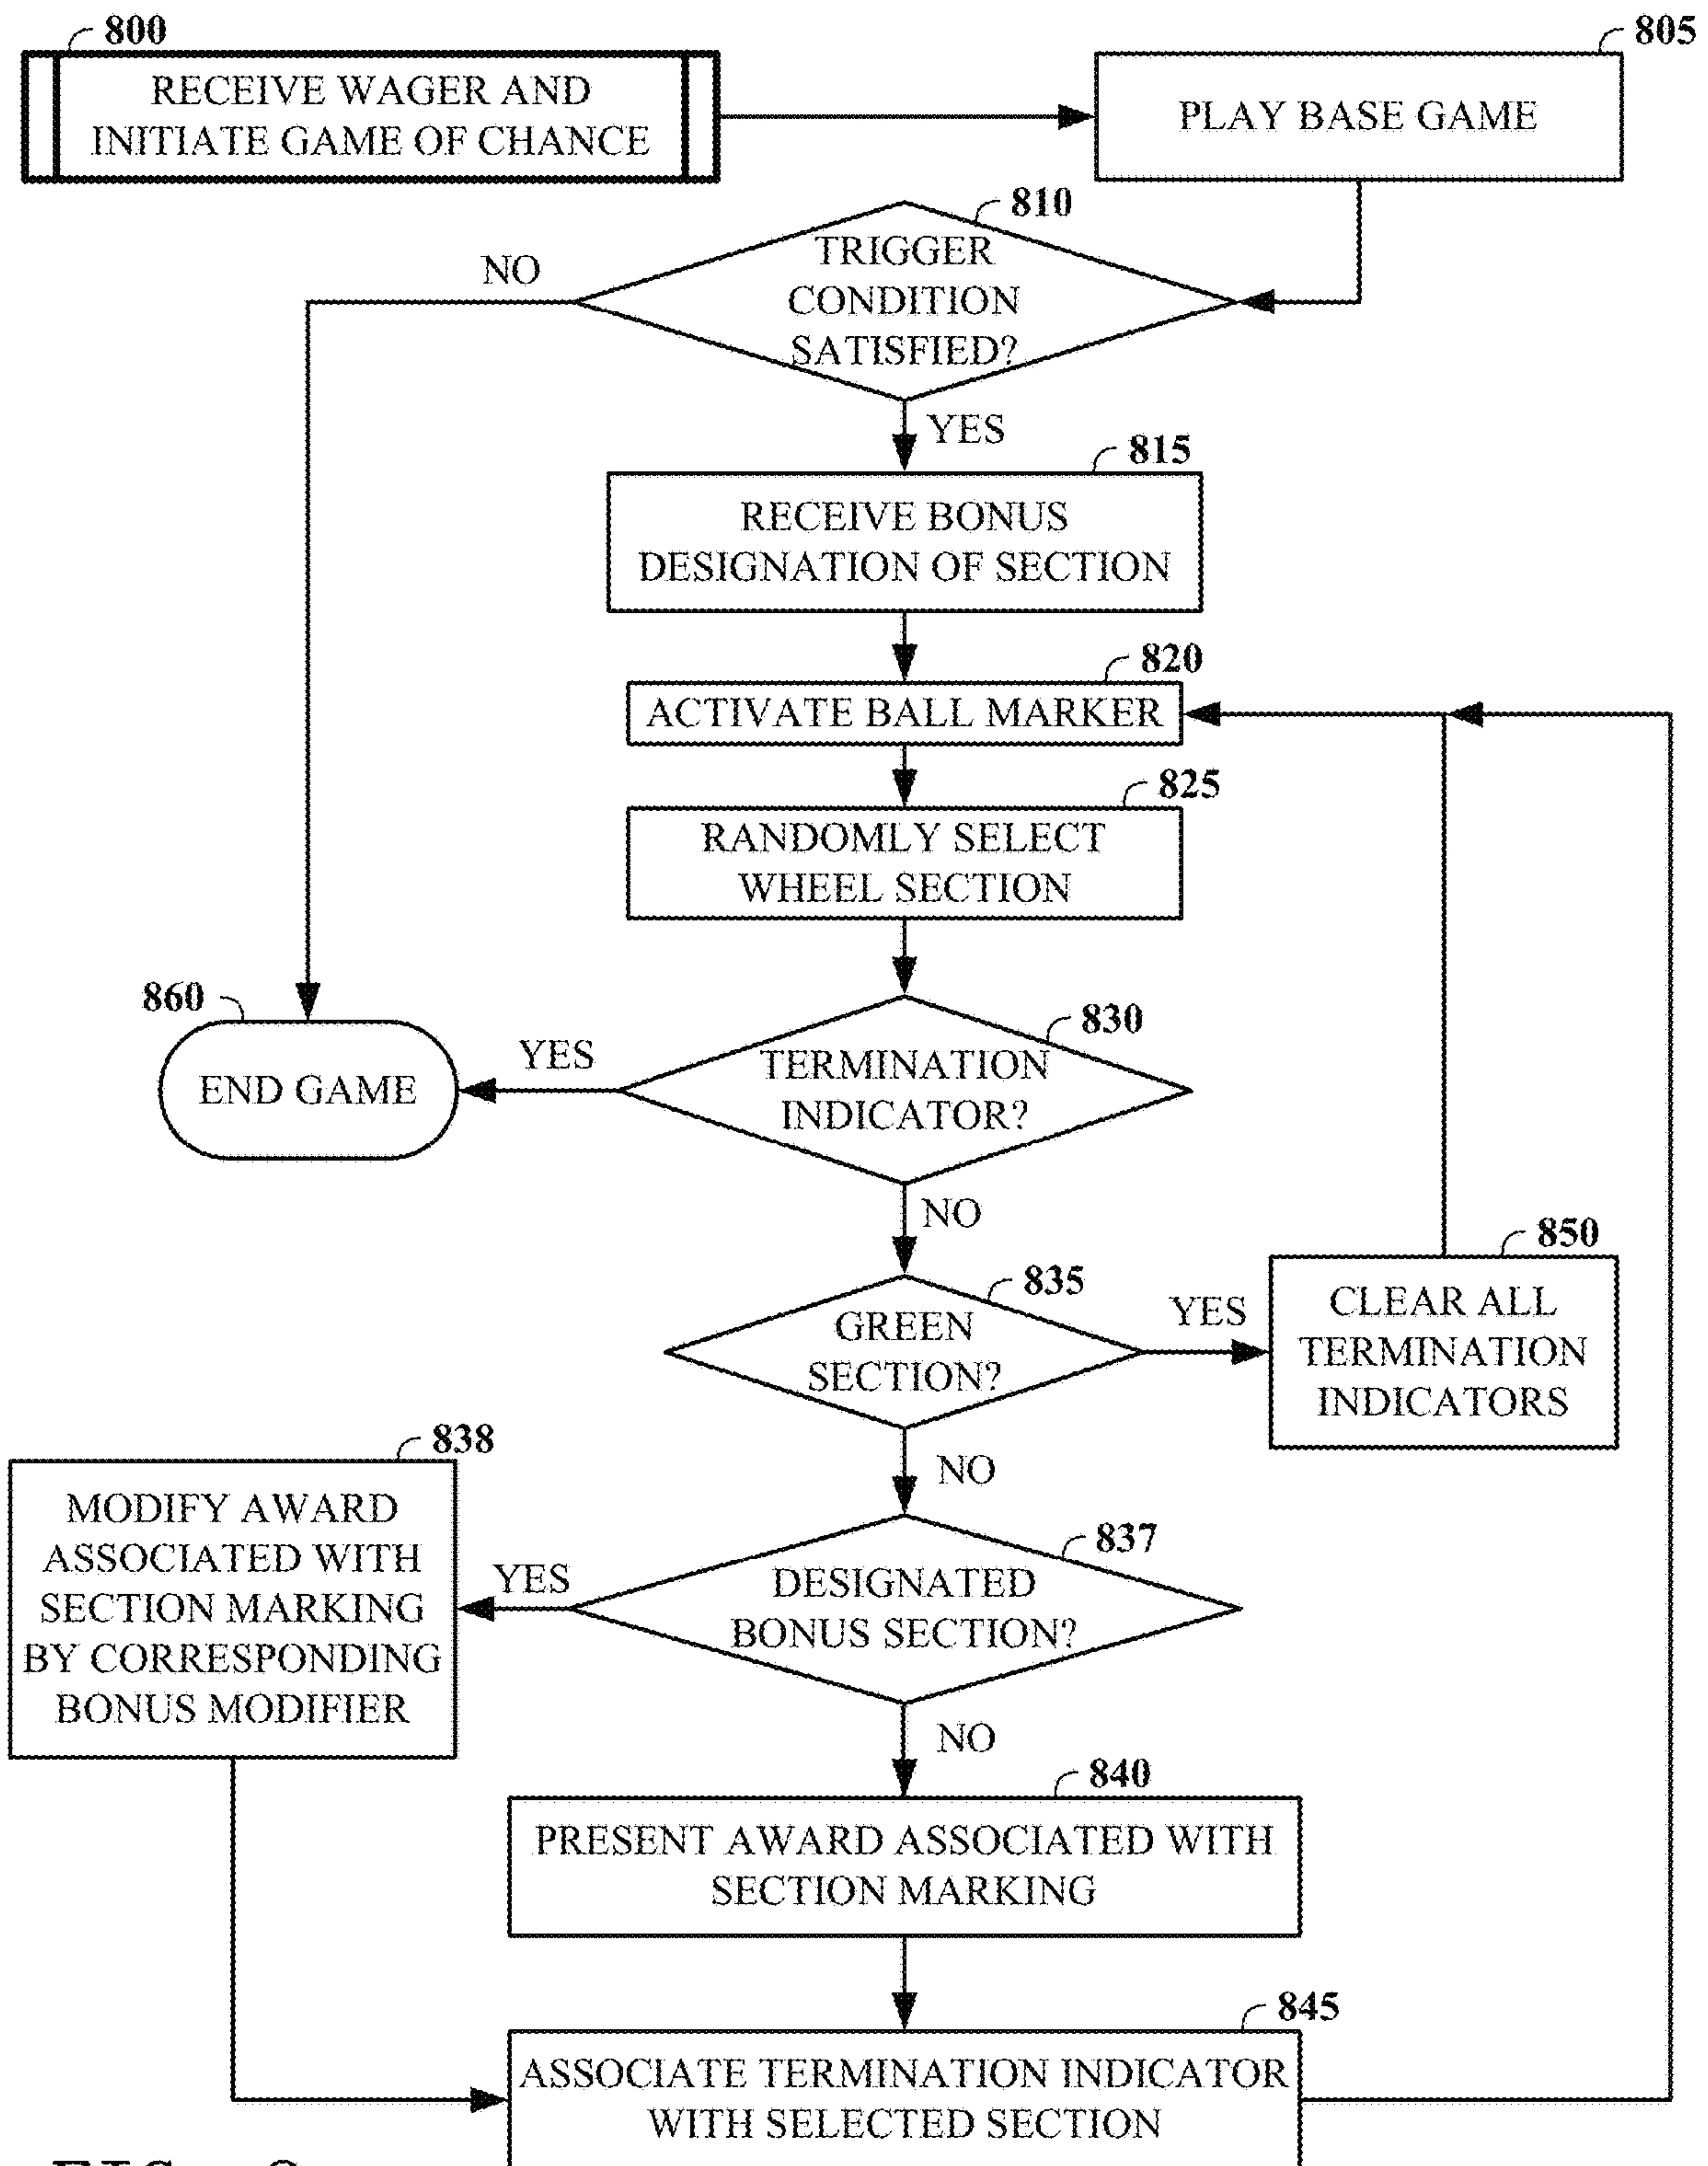 800
RECEIVE WAGER AND
INITIATE GAME OF CHANCE
805
PLAY BASE GAME
810
TRIGGER
CONDITION
SATISFIED?
NO
YES
815
RECEIVE BONUS
DESIGNATION OF SECTION
820
ACTIVATE BALL MARKER
825
RANDOMLY SELECT
WHEEL SECTION
830
TERMINATION
INDICATOR?
YES
860
END GAME
NO
835
GREEN
SECTION?
YES
850
CLEAR ALL
TERMINATION
INDICATORS
NO
837
DESIGNATED
BONUS SECTION?
YES
838
MODIFY AWARD
ASSOCIATED WITH
SECTION MARKING
BY CORRESPONDING
BONUS MODIFIER
NO
840
PRESENT AWARD ASSOCIATED WITH
SECTION MARKING
845
ASSOCIATE TERMINATION INDICATOR
WITH SELECTED SECTION